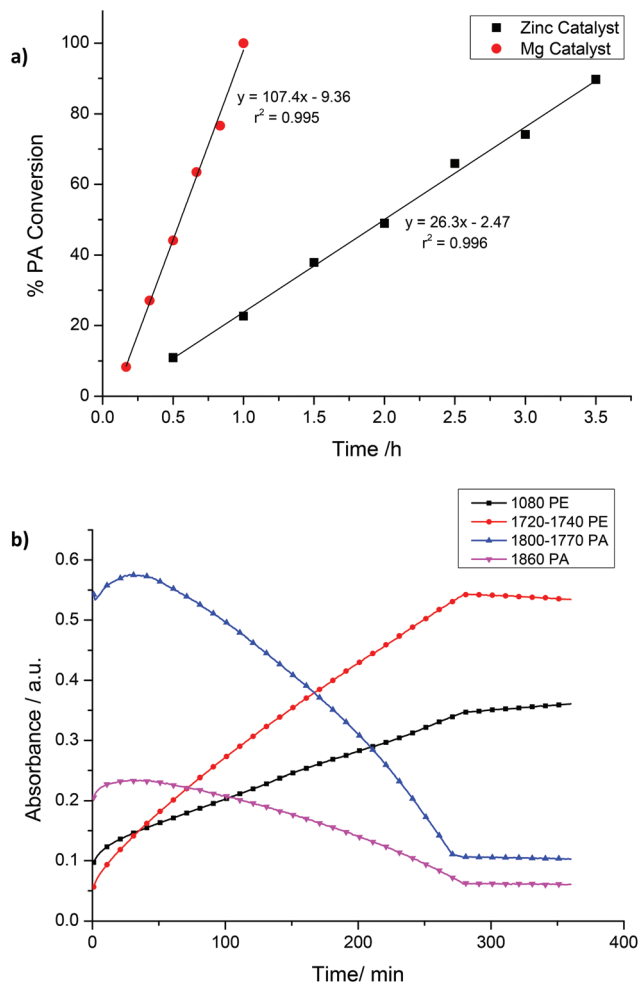 a)
Zinc Catalyst
Mg Catalyst
y = 107.4x - 9.36
r² = 0.995
y = 26.3x - 2.47
r² = 0.996
% PA Conversion
100
80
60
40
20
0
0.0 0.5 1.0 1.5 2.0 2.5 3.0 3.5
Time /h
b)
1080 PE
1720-1740 PE
1800-1770 PA
1860 PA
Absorbance / a.u.
0.6
0.5
0.4
0.3
0.2
0.1
0.0
0 100 200 300 400
Time/ min